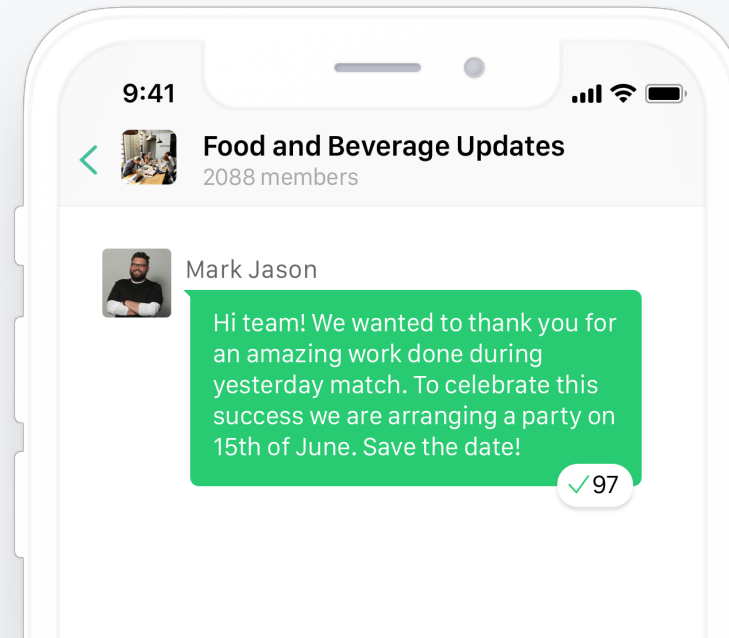 9:41
Food and Beverage Updates
2088 members
Mark Jason
Hi team! We wanted to thank you for
an amazing work done during
yesterday match. To celebrate this
success we are arranging a party on
15th of June. Save the date!
97